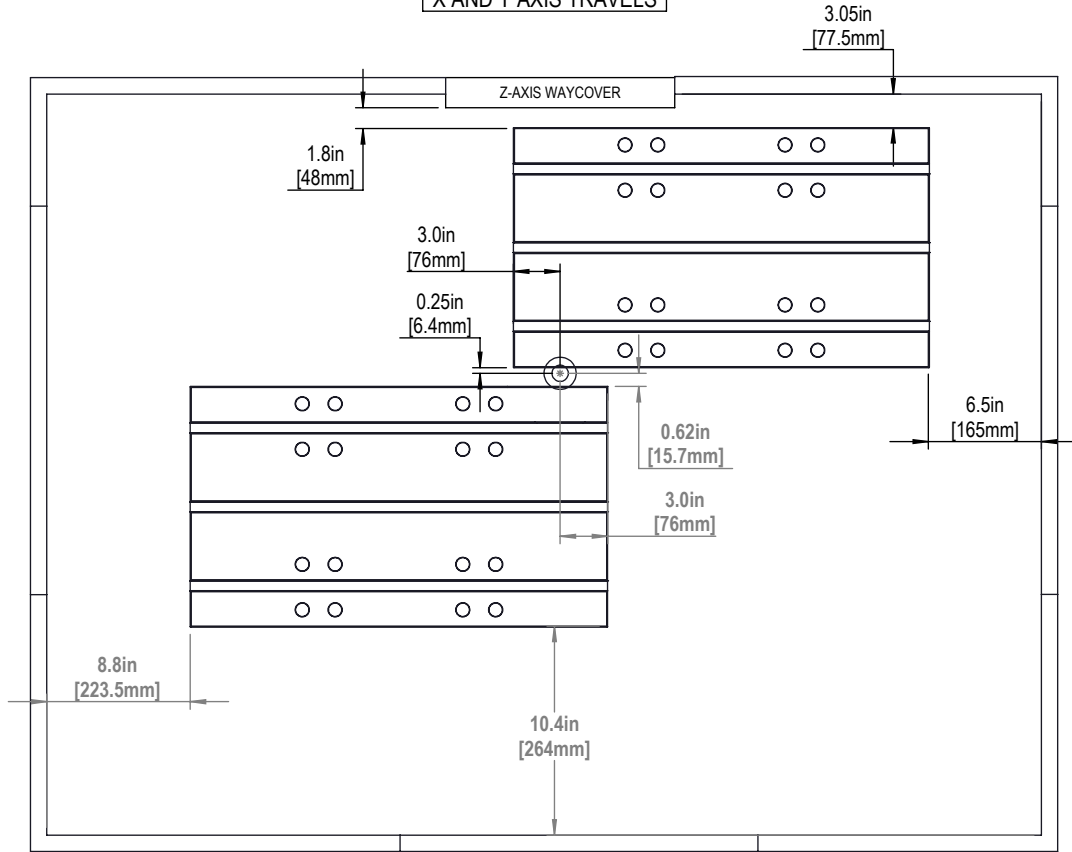 X AND Y AXIS TRAVELS
3.05in
[77.5mm]
Z-AXIS WAYCOVER
1.8in
[48mm]
3.0in
[76mm]
0.25in
[6.4mm]
6.5in
[165mm]
0.62in
[15.7mm]
3.0in
[76mm]
8.8in
[223.5mm]
10.4in
[264mm]